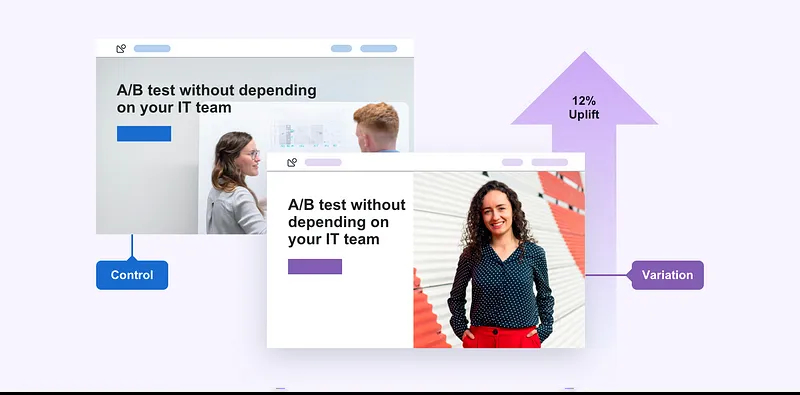 A/B test without depending
on your IT team
12%
Uplift
A/B test without
depending on
your IT team
Control
Variation